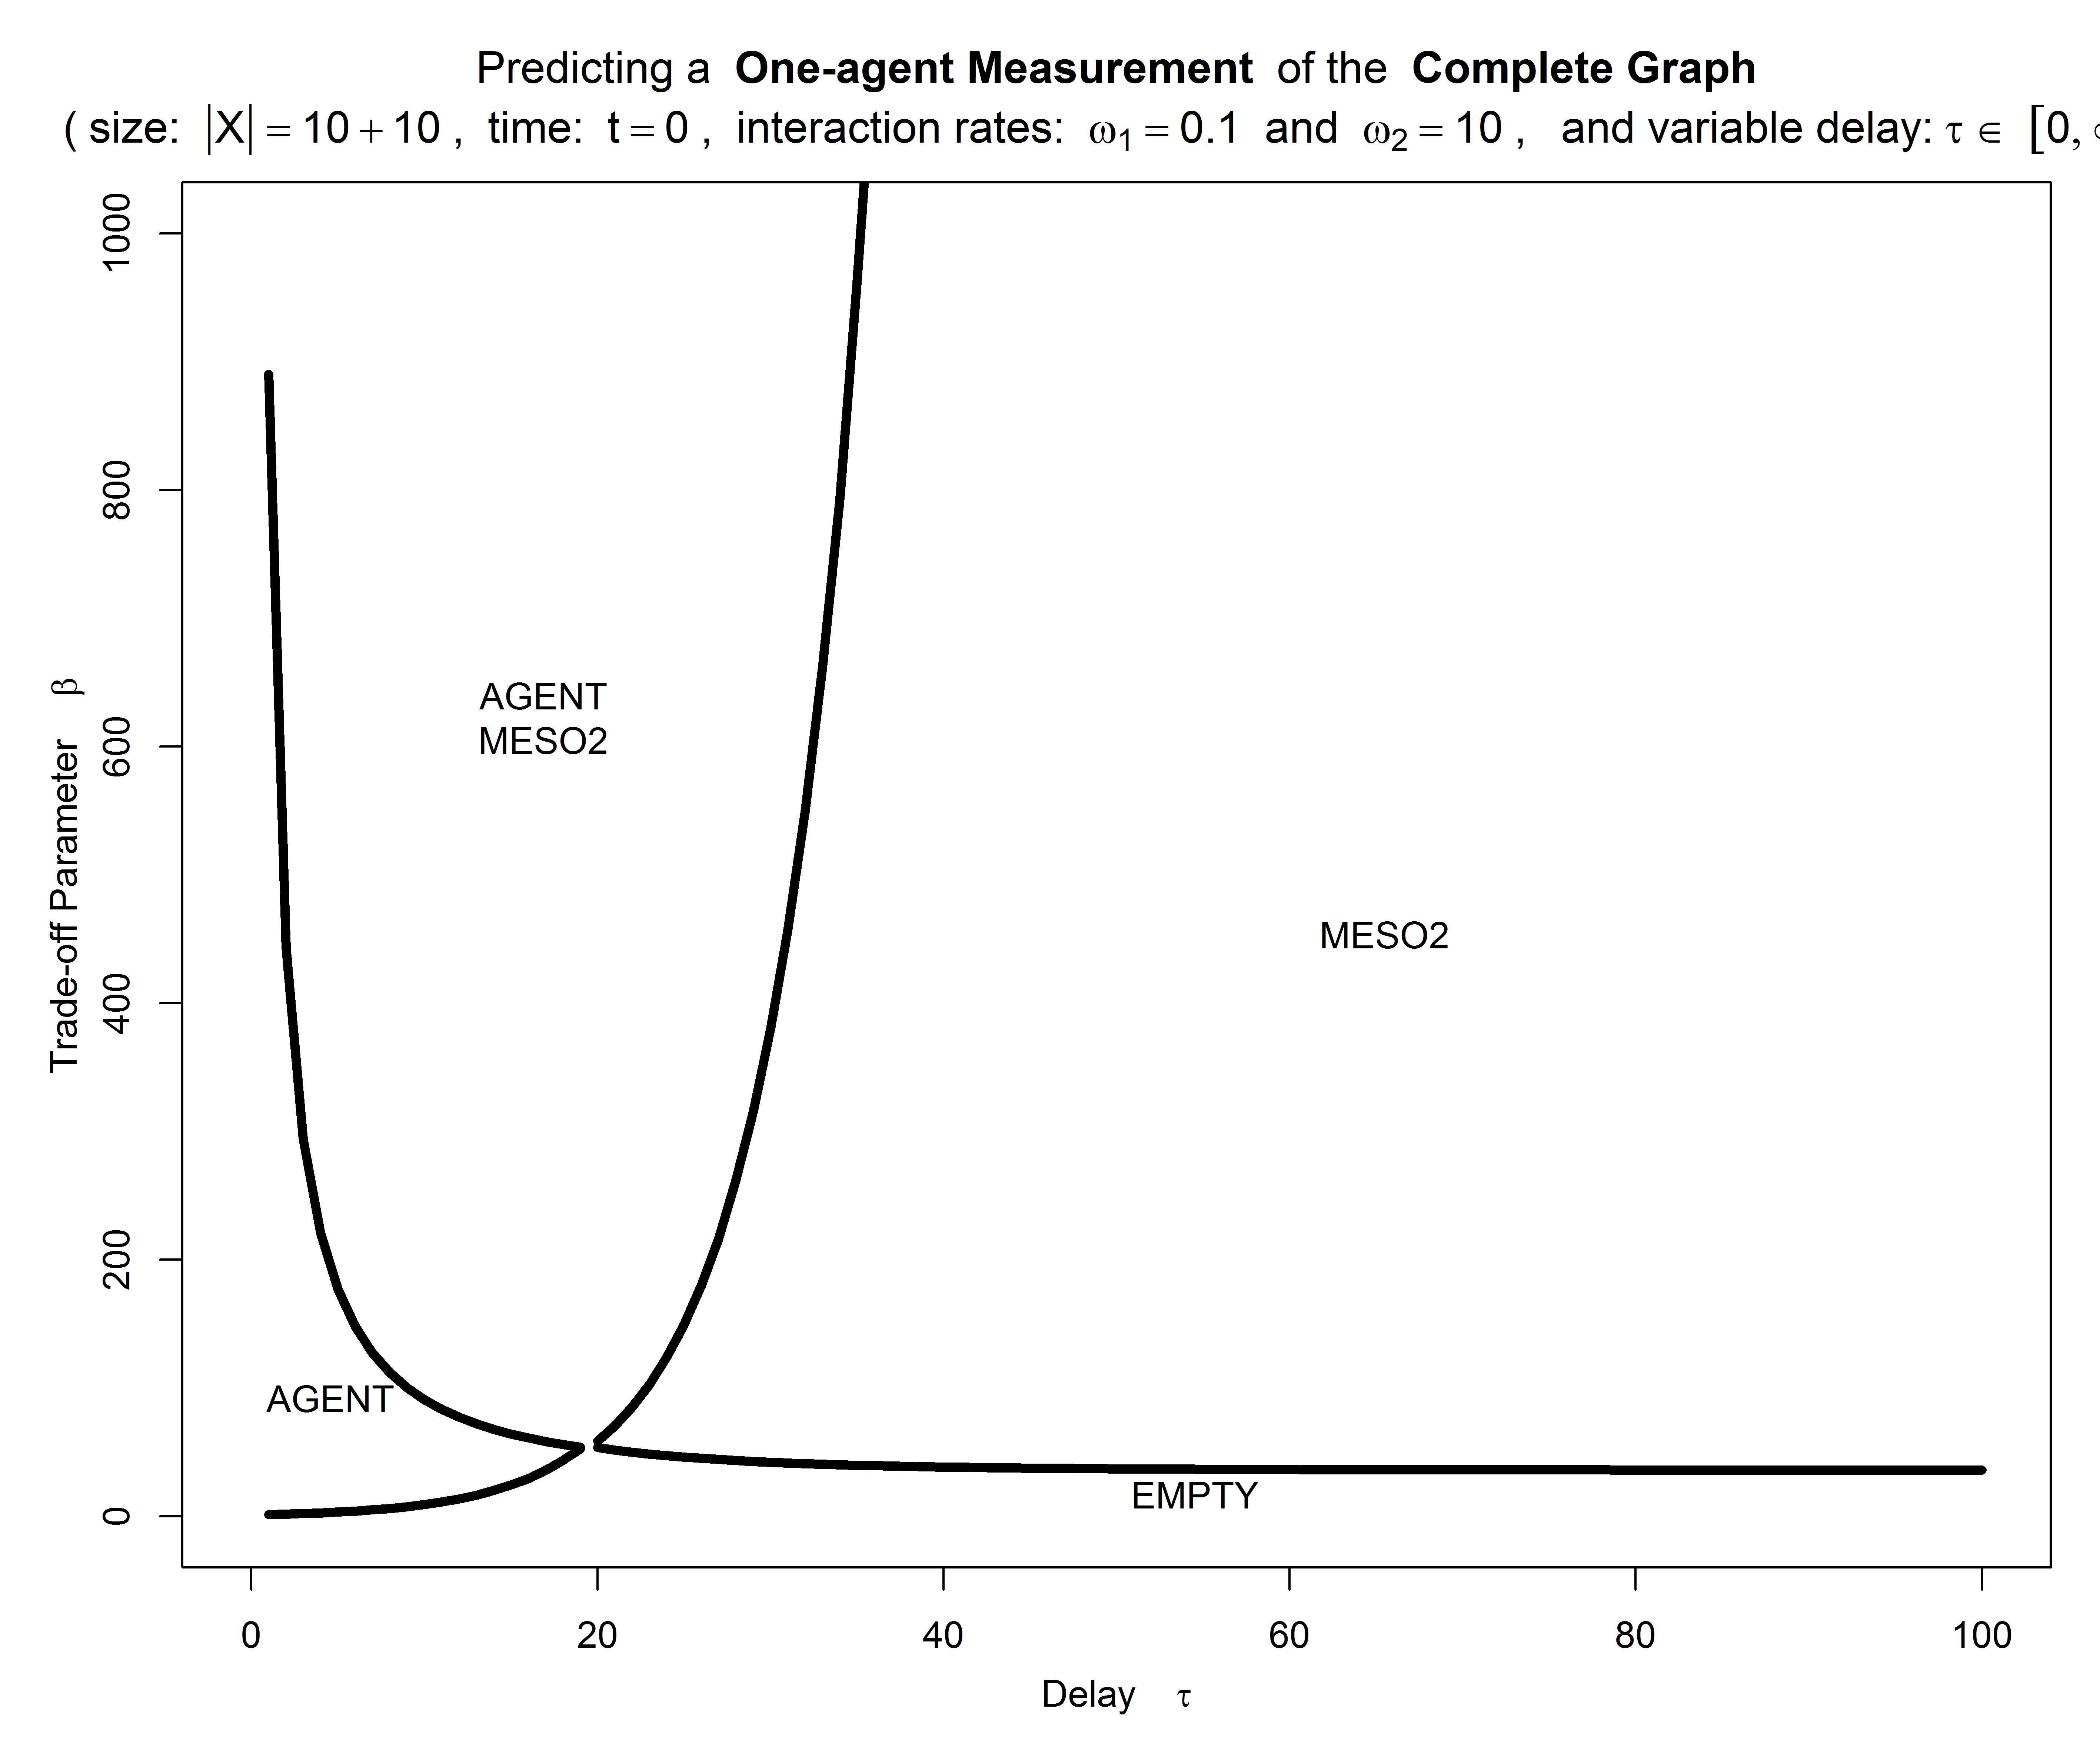 Predicting a One-agent Measurement of the Complete Graph
( size: |X| = 10 + 10 , time: t = 0 , interaction rates: ω₁ = 0.1 and ω₂ = 10 , and variable delay: τ ∈ [0,
1000
800
600
400
200
0
Trade-off Parameter β
AGENT
MESO2
MESO2
AGENT
EMPTY
0 20 40 60 80 100
Delay τ